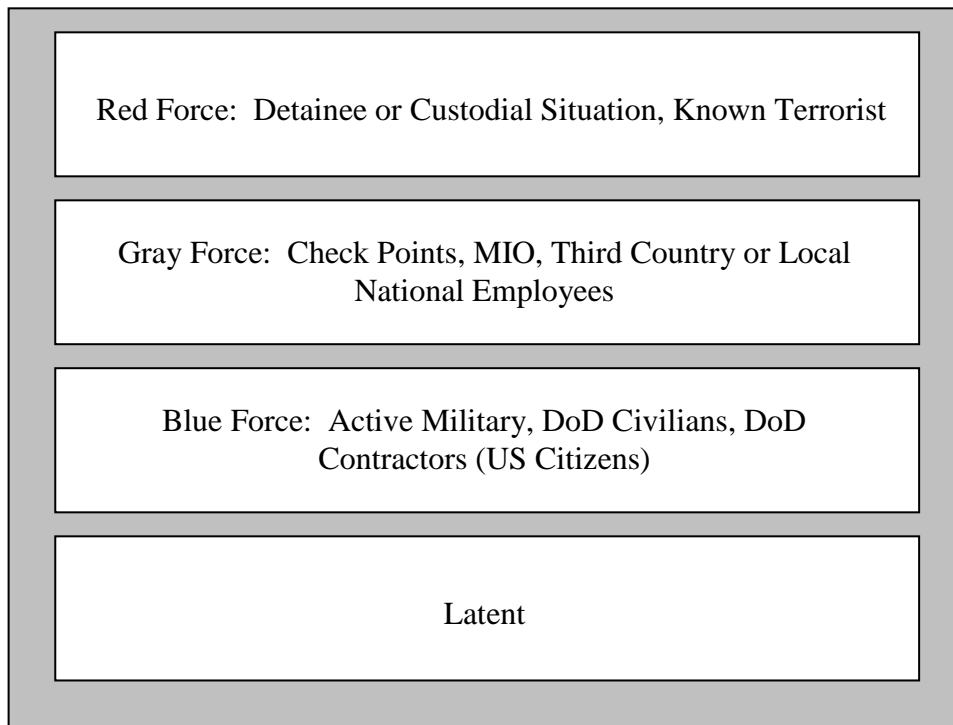 Red Force:  Detainee or Custodial Situation, Known Terrorist
Gray Force:  Check Points, MIO, Third Country or Local
National Employees
Blue Force:  Active Military, DoD Civilians, DoD
Contractors (US Citizens)
Latent